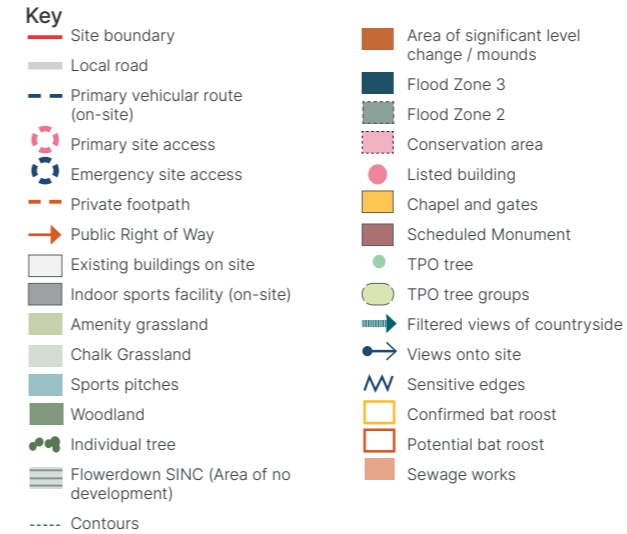 Key
Site boundary
Local road
Primary vehicular route
(on-site)
Primary site access
Emergency site access
Private footpath
Public Right of Way
Existing buildings on site
Indoor sports facility (on-site)
Amenity grassland
Chalk Grassland
Sports pitches
Woodland
Individual tree
Flowerdown SINC (Area of no
development)
Contours
Area of significant level
change / mounds
Flood Zone 3
Flood Zone 2
Conservation area
Listed building
Chapel and gates
Scheduled Monument
TPO tree
TPO tree groups
Filtered views of countryside
Views onto site
Sensitive edges
Confirmed bat roost
Potential bat roost
Sewage works